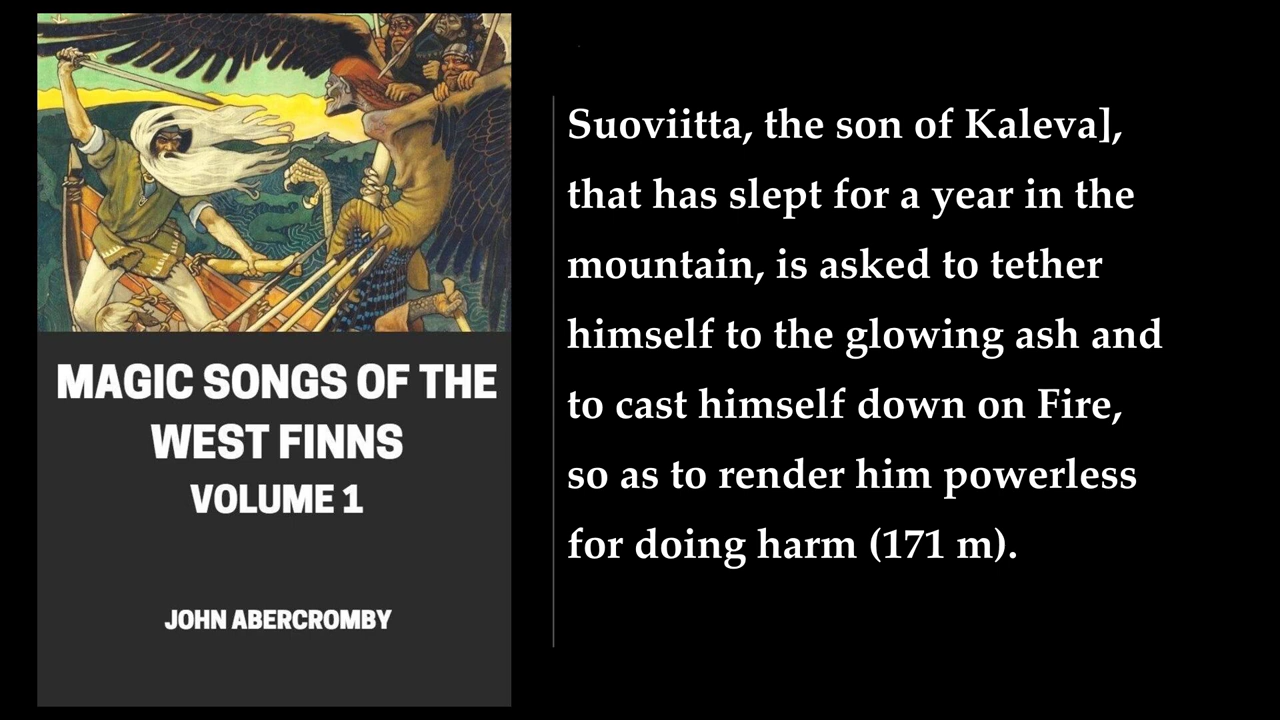 MAGIC SONGS OF THE
WEST FINNS
VOLUME 1
JOHN ABERCROMBY
Suoviitta, the son of Kaleva],
that has slept for a year in the
mountain, is asked to tether
himself to the glowing ash and
to cast himself down on Fire,
so as to render him powerless
for doing harm (171 m).